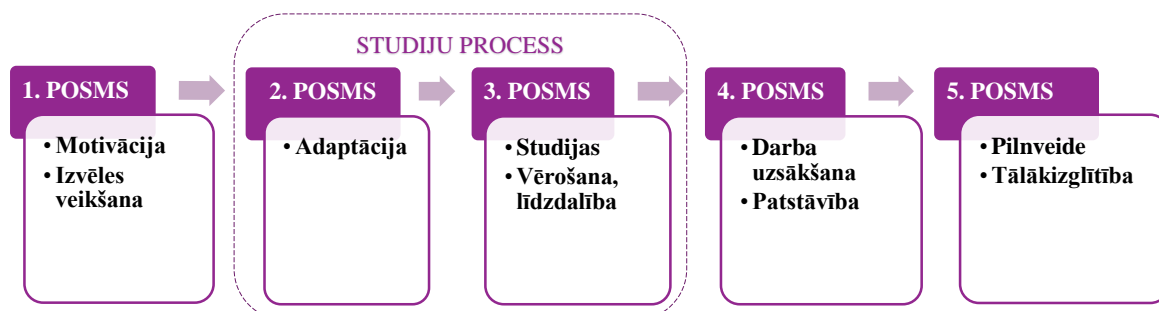 STUDIJU PROCESS
1. POSMS
• Motivācija
• Izvēles
veikšana
2. POSMS
• Adaptācija
3. POSMS
• Studijas
• Vērošana,
līdzdalība
4. POSMS
• Darba
uzsākšana
• Patstāvība
5. POSMS
• Pilnveide
• Tālākizglītība